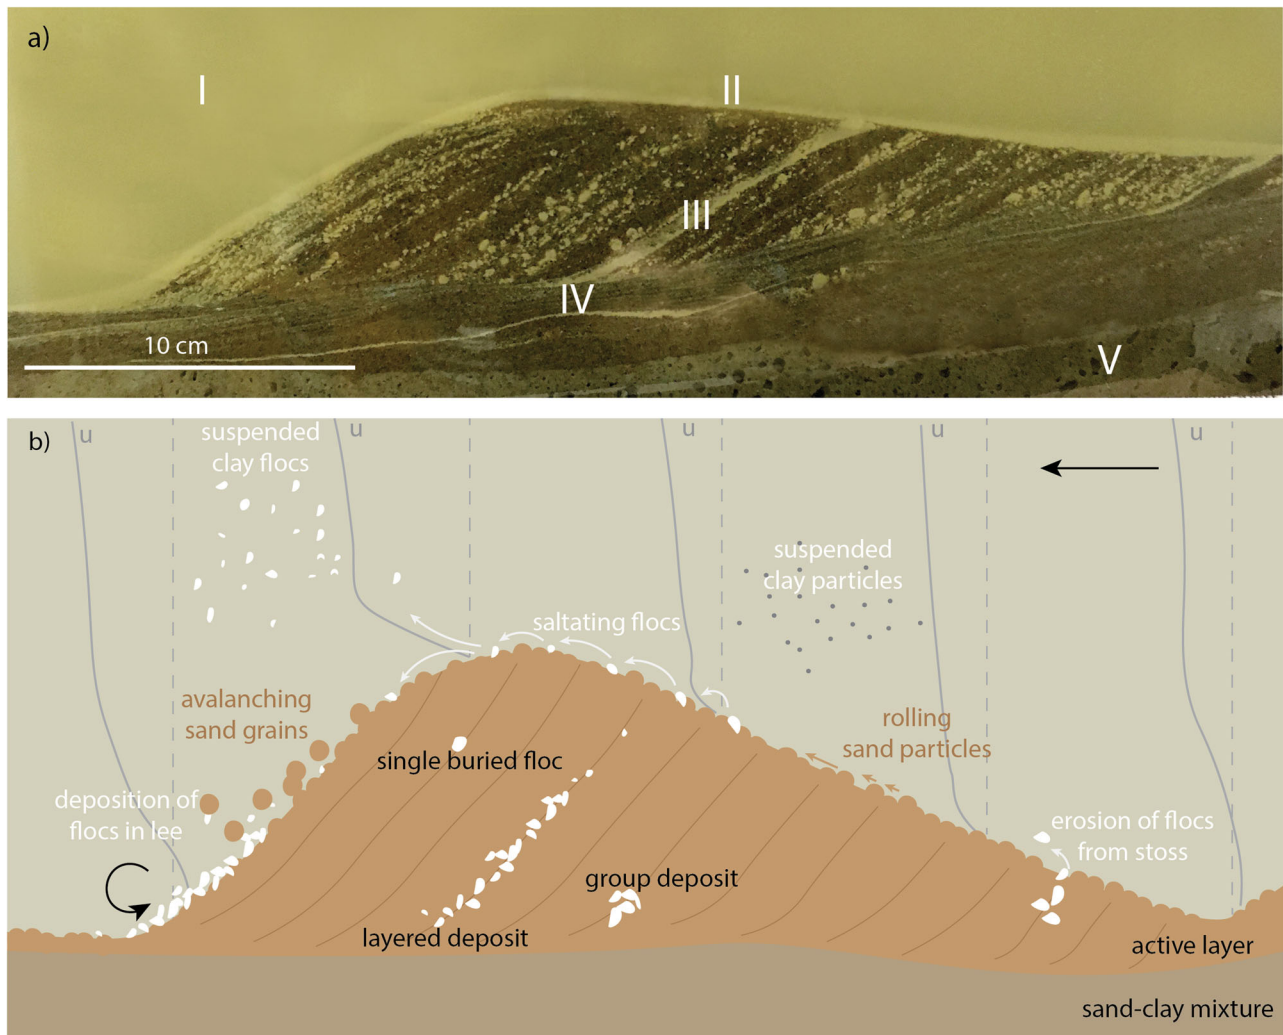 a)
I
II
III
IV
10 cm
V
b)
u
suspended
clay flocs
u
u
u
u
suspended
clay particles
saltating flocs
avalanching
sand grains
rolling
sand particles
single buried floc
deposition of
flocs in lee
erosion of flocs
from stoss
group deposit
layered deposit
active layer
sand-clay mixture